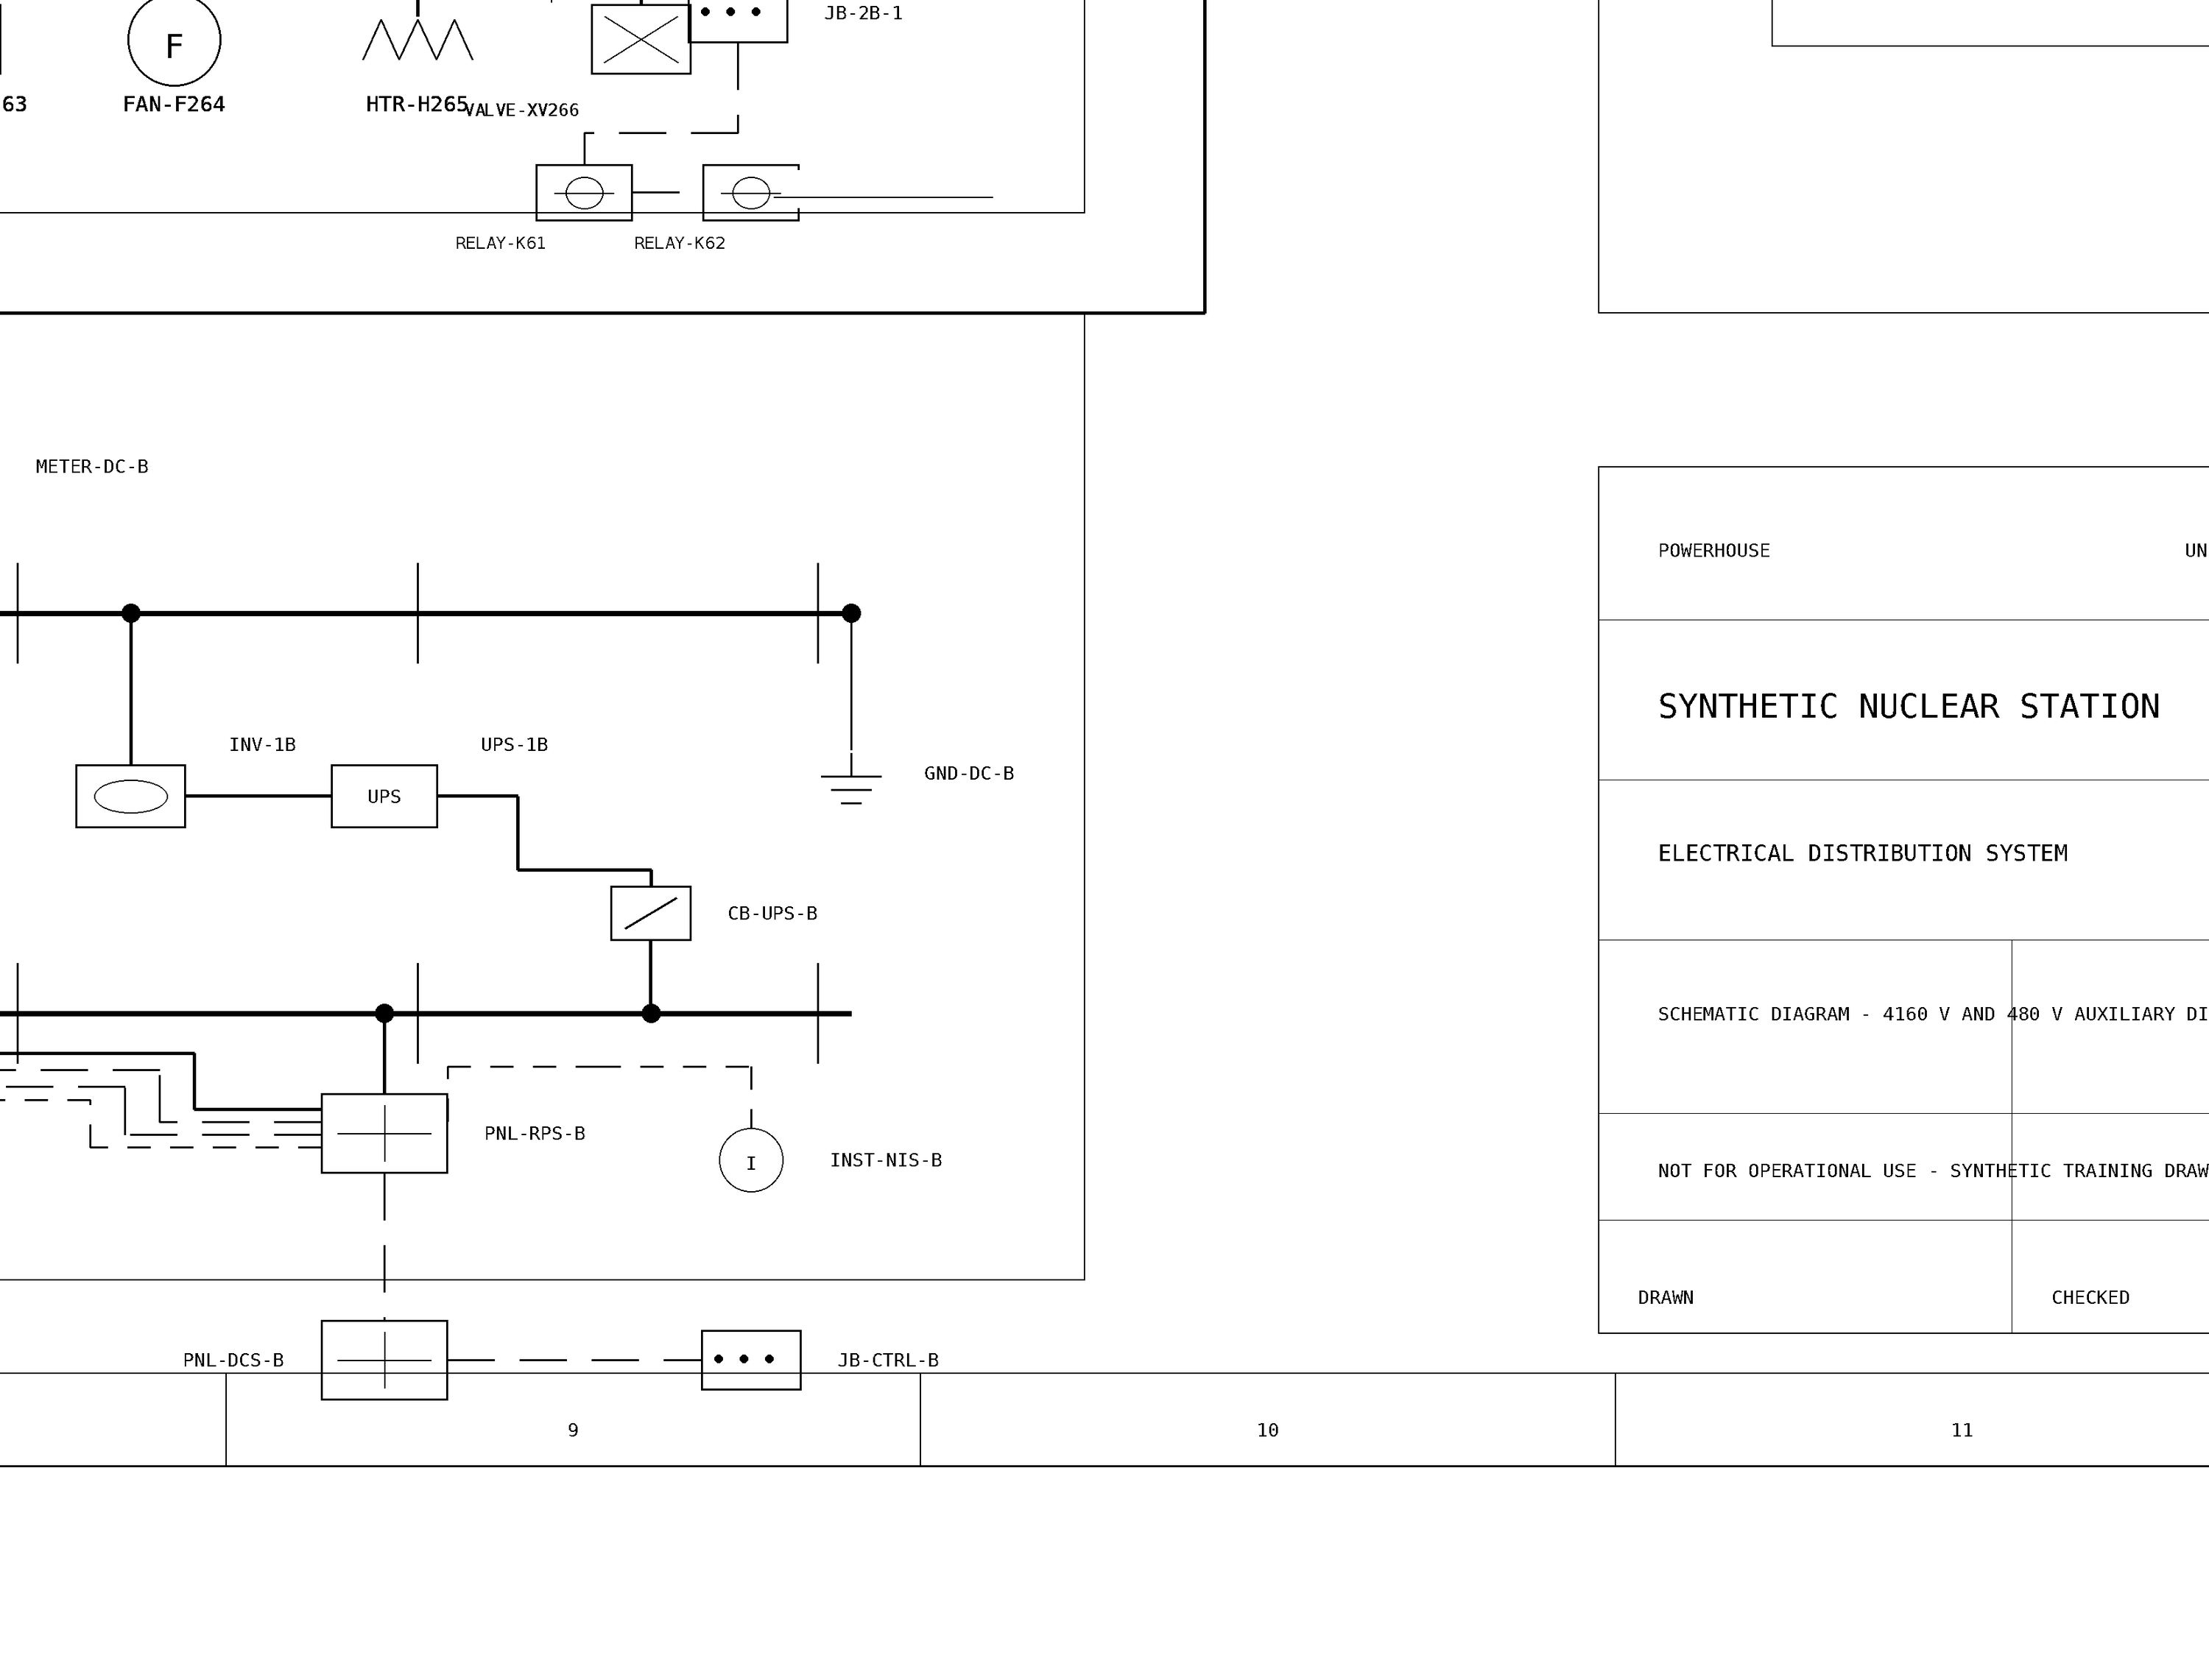 JB-2B-1
F
63
FAN-F264
HTR-H265
VALVE-XV266
RELAY-K61
RELAY-K62
METER-DC-B
INV-1B
UPS-1B
UPS
GND-DC-B
CB-UPS-B
PNL-RPS-B
I
INST-NIS-B
PNL-DCS-B
JB-CTRL-B
9
10
11
POWERHOUSE
UN
SYNTHETIC NUCLEAR STATION
ELECTRICAL DISTRIBUTION SYSTEM
SCHEMATIC DIAGRAM - 4160 V AND 480 V AUXILIARY DI
NOT FOR OPERATIONAL USE - SYNTHETIC TRAINING DRAW
DRAWN
CHECKED